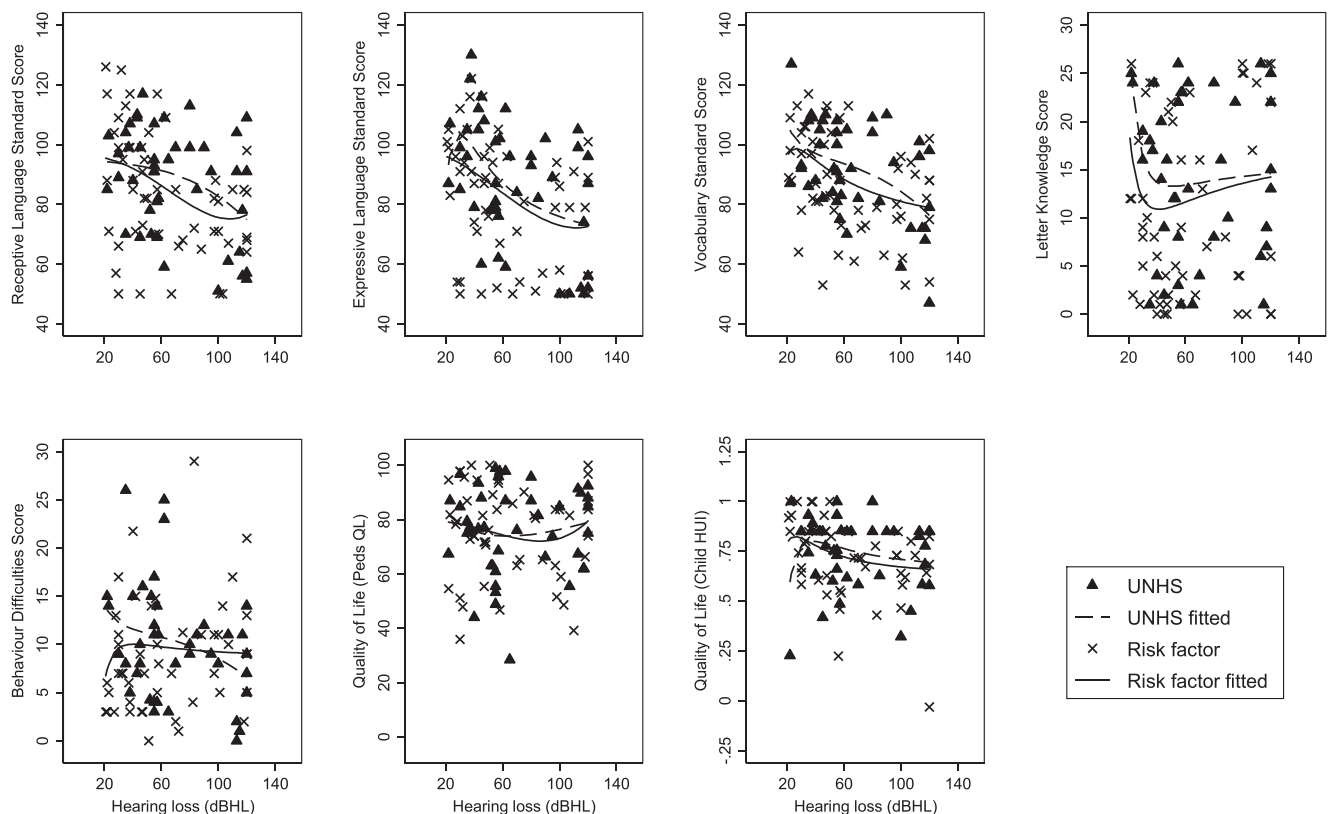 Receptive Language Standard Score
140
120
100
80
60
40
20 60 100 140
Expressive Language Standard Score
140
120
100
80
60
40
20 60 100 140
Vocabulary Standard Score
140
120
100
80
60
40
20 60 100 140
Letter Knowledge Score
30
25
20
15
10
5
0
20 60 100 140
Behaviour Difficulties Score
30
25
20
15
10
5
0
20 60 100 140
Hearing loss (dBHL)
Quality of Life (Peds QL)
100
80
60
40
20
0
20 60 100 140
Hearing loss (dBHL)
Quality of Life (Child HUI)
1.25
1
.75
.5
.25
0
-.25
20 60 100 140
Hearing loss (dBHL)
UNHS
UNHS fitted
Risk factor
Risk factor fitted